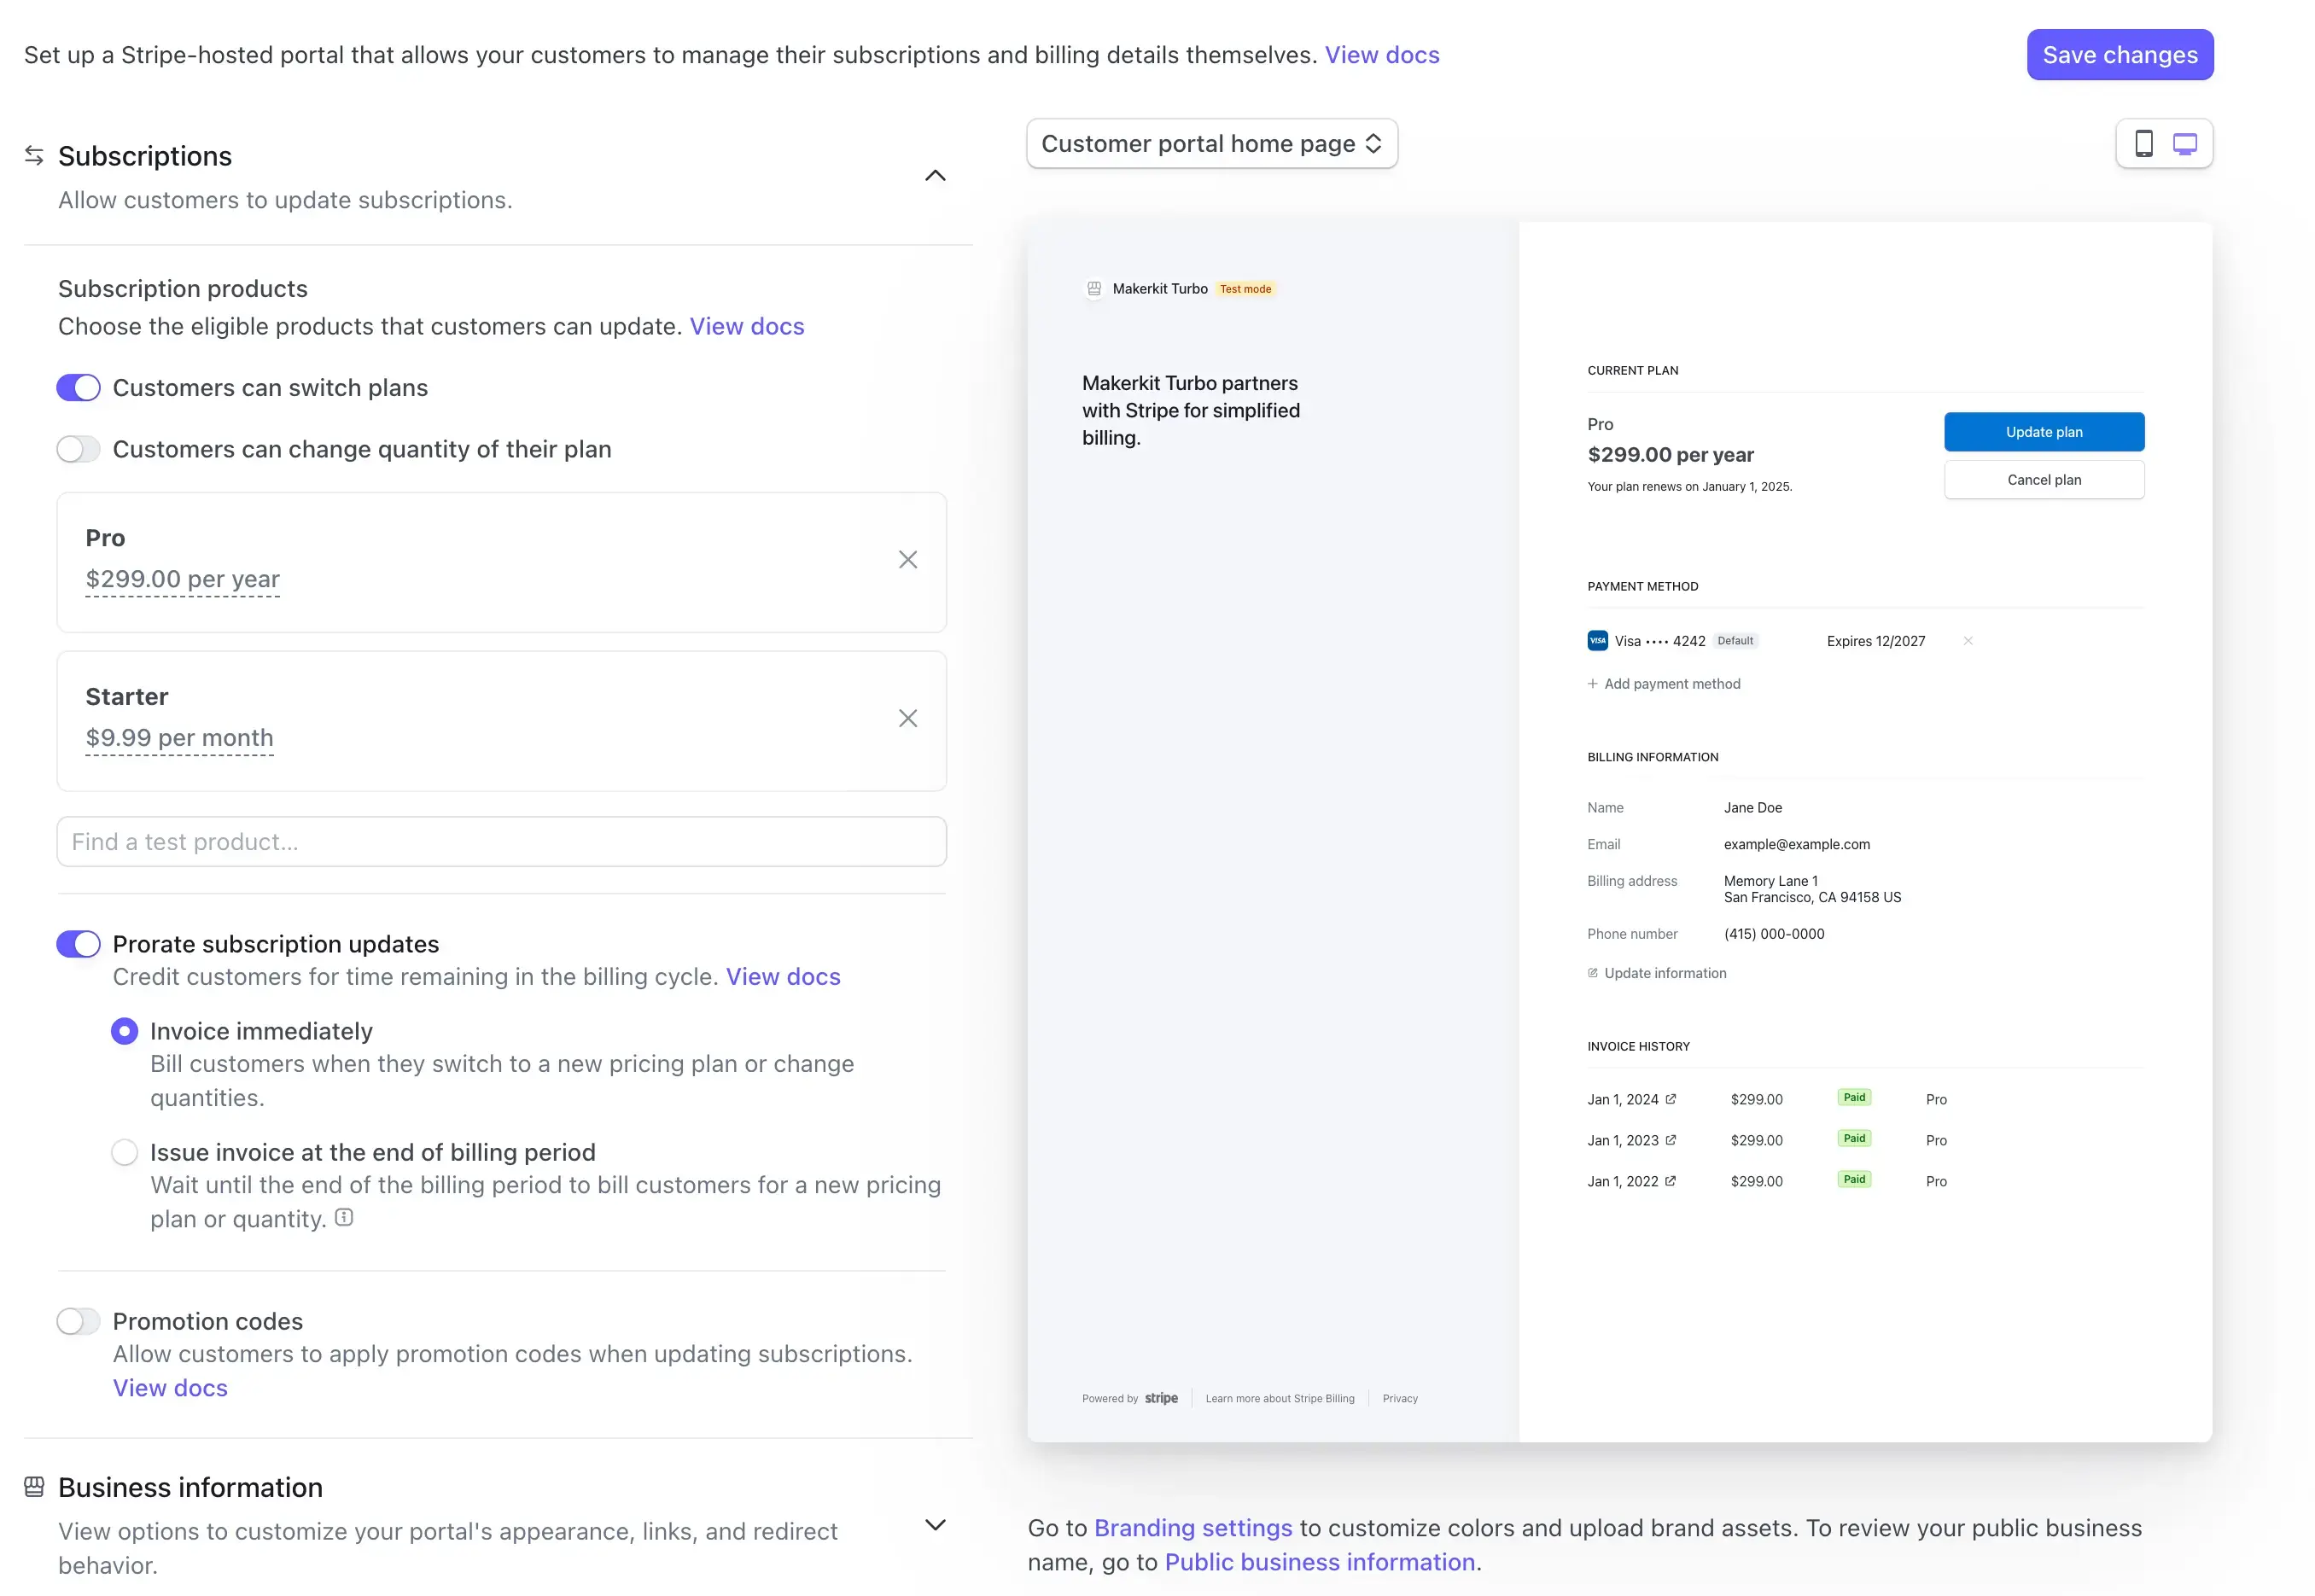 Set up a Stripe-hosted portal that allows your customers to manage their subscriptions and billing details themselves. View docs
Save changes
Subscriptions
Allow customers to update subscriptions.
Subscription products
Choose the eligible products that customers can update. View docs
Customers can switch plans
Customers can change quantity of their plan
Pro
$299.00 per year
Starter
$9.99 per month
Find a test product...
Prorate subscription updates
Credit customers for time remaining in the billing cycle. View docs
Invoice immediately
Bill customers when they switch to a new pricing plan or change
quantities.
Issue invoice at the end of billing period
Wait until the end of the billing period to bill customers for a new pricing
plan or quantity.
Promotion codes
Allow customers to apply promotion codes when updating subscriptions.
View docs
Business information
View options to customize your portal's appearance, links, and redirect
behavior.
Customer portal home page
Makerkit Turbo Test mode
Makerkit Turbo partners
with Stripe for simplified
billing.
Powered by stripe Learn more about Stripe Billing Privacy
CURRENT PLAN
Pro
$299.00 per year
Your plan renews on January 1, 2025.
Update plan
Cancel plan
PAYMENT METHOD
VISA Visa •••• 4242 Default Expires 12/2027
Add payment method
BILLING INFORMATION
Name Jane Doe
Email example@example.com
Billing address Memory Lane 1
San Francisco, CA 94158 US
Phone number (415) 000-0000
Update information
INVOICE HISTORY
Jan 1, 2024 $299.00 Paid Pro
Jan 1, 2023 $299.00 Paid Pro
Jan 1, 2022 $299.00 Paid Pro
Go to Branding settings to customize colors and upload brand assets. To review your public business
name, go to Public business information.